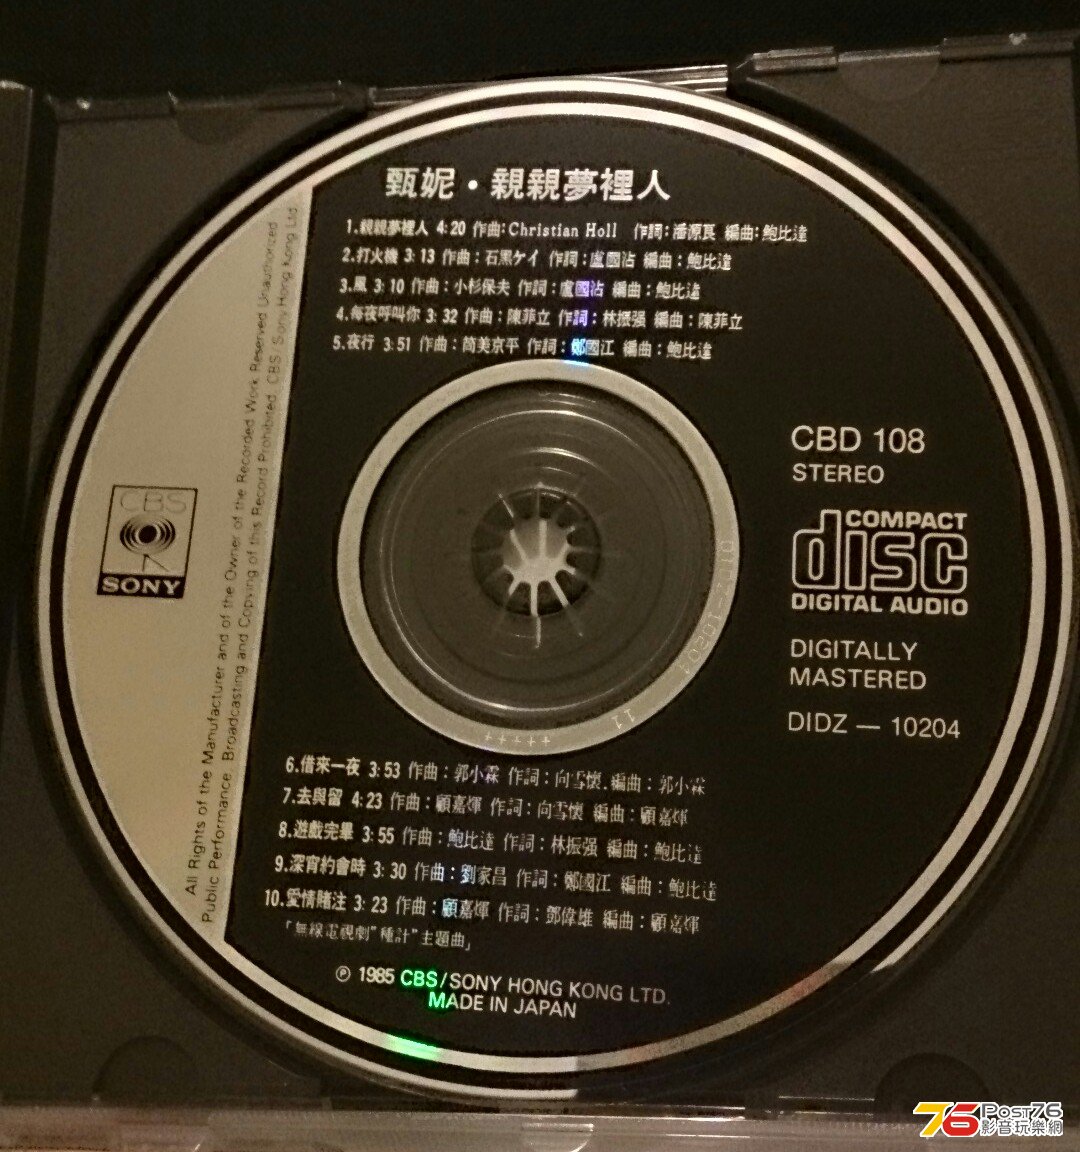 甄妮・親親夢裡人
1.親親夢裡人 4:20 作曲:Christian Holl 作詞:潘源良 編曲:鮑比達
2.打火機 3:13 作曲:石黑ケイ 作詞:盧國沾 編曲:鮑比達
3.風 3:10 作曲:小杉保夫 作詞:盧國沾 編曲:鮑比達
4.每夜呼叫你 3:32 作曲:陳菲立 作詞:林振强 編曲:陳菲立
5.夜行 3:51 作曲:筒美京平 作詞:鄭國江 編曲:鮑比達
CBS
SONY
All Rights of the Manufacturer and of the Owner of the Recorded Work Reserved Unauthorized
Public Performance. Broadcasting and Copying of this Record Prohibited. CBS/Sony Hong Kong Ltd
CBD 108
STEREO
COMPACT
disc
DIGITAL AUDIO
DIGITALLY
MASTERED
DIDZ — 10204
11
+++++
6.借來一夜 3:53 作曲:郭小霖 作詞:向雪懷 編曲:郭小霖
7.去與留 4:23 作曲:顧嘉煇 作詞:向雪懷 編曲:顧嘉煇
8.遊戲完畢 3:55 作曲:鮑比達 作詞:林振强 編曲:鮑比達
9.深宵約會時 3:30 作曲:劉家昌 作詞:鄭國江 編曲:鮑比達
10.愛情賭注 3:23 作曲:顧嘉煇 作詞:鄧偉雄 編曲:顧嘉煇
「無線電視劇"種計"主題曲」
Ⓟ 1985 CBS/SONY HONG KONG LTD.
MADE IN JAPAN
76 Post76
影音玩樂網